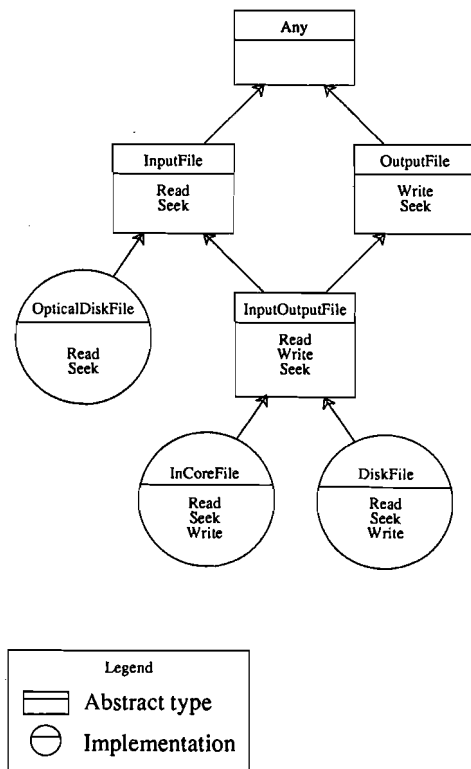 Any
InputFile
Read
Seek
OutputFile
Write
Seek
OpticalDiskFile
Read
Seek
InputOutputFile
Read
Write
Seek
InCoreFile
Read
Seek
Write
DiskFile
Read
Seek
Write
Legend
Abstract type
Implementation